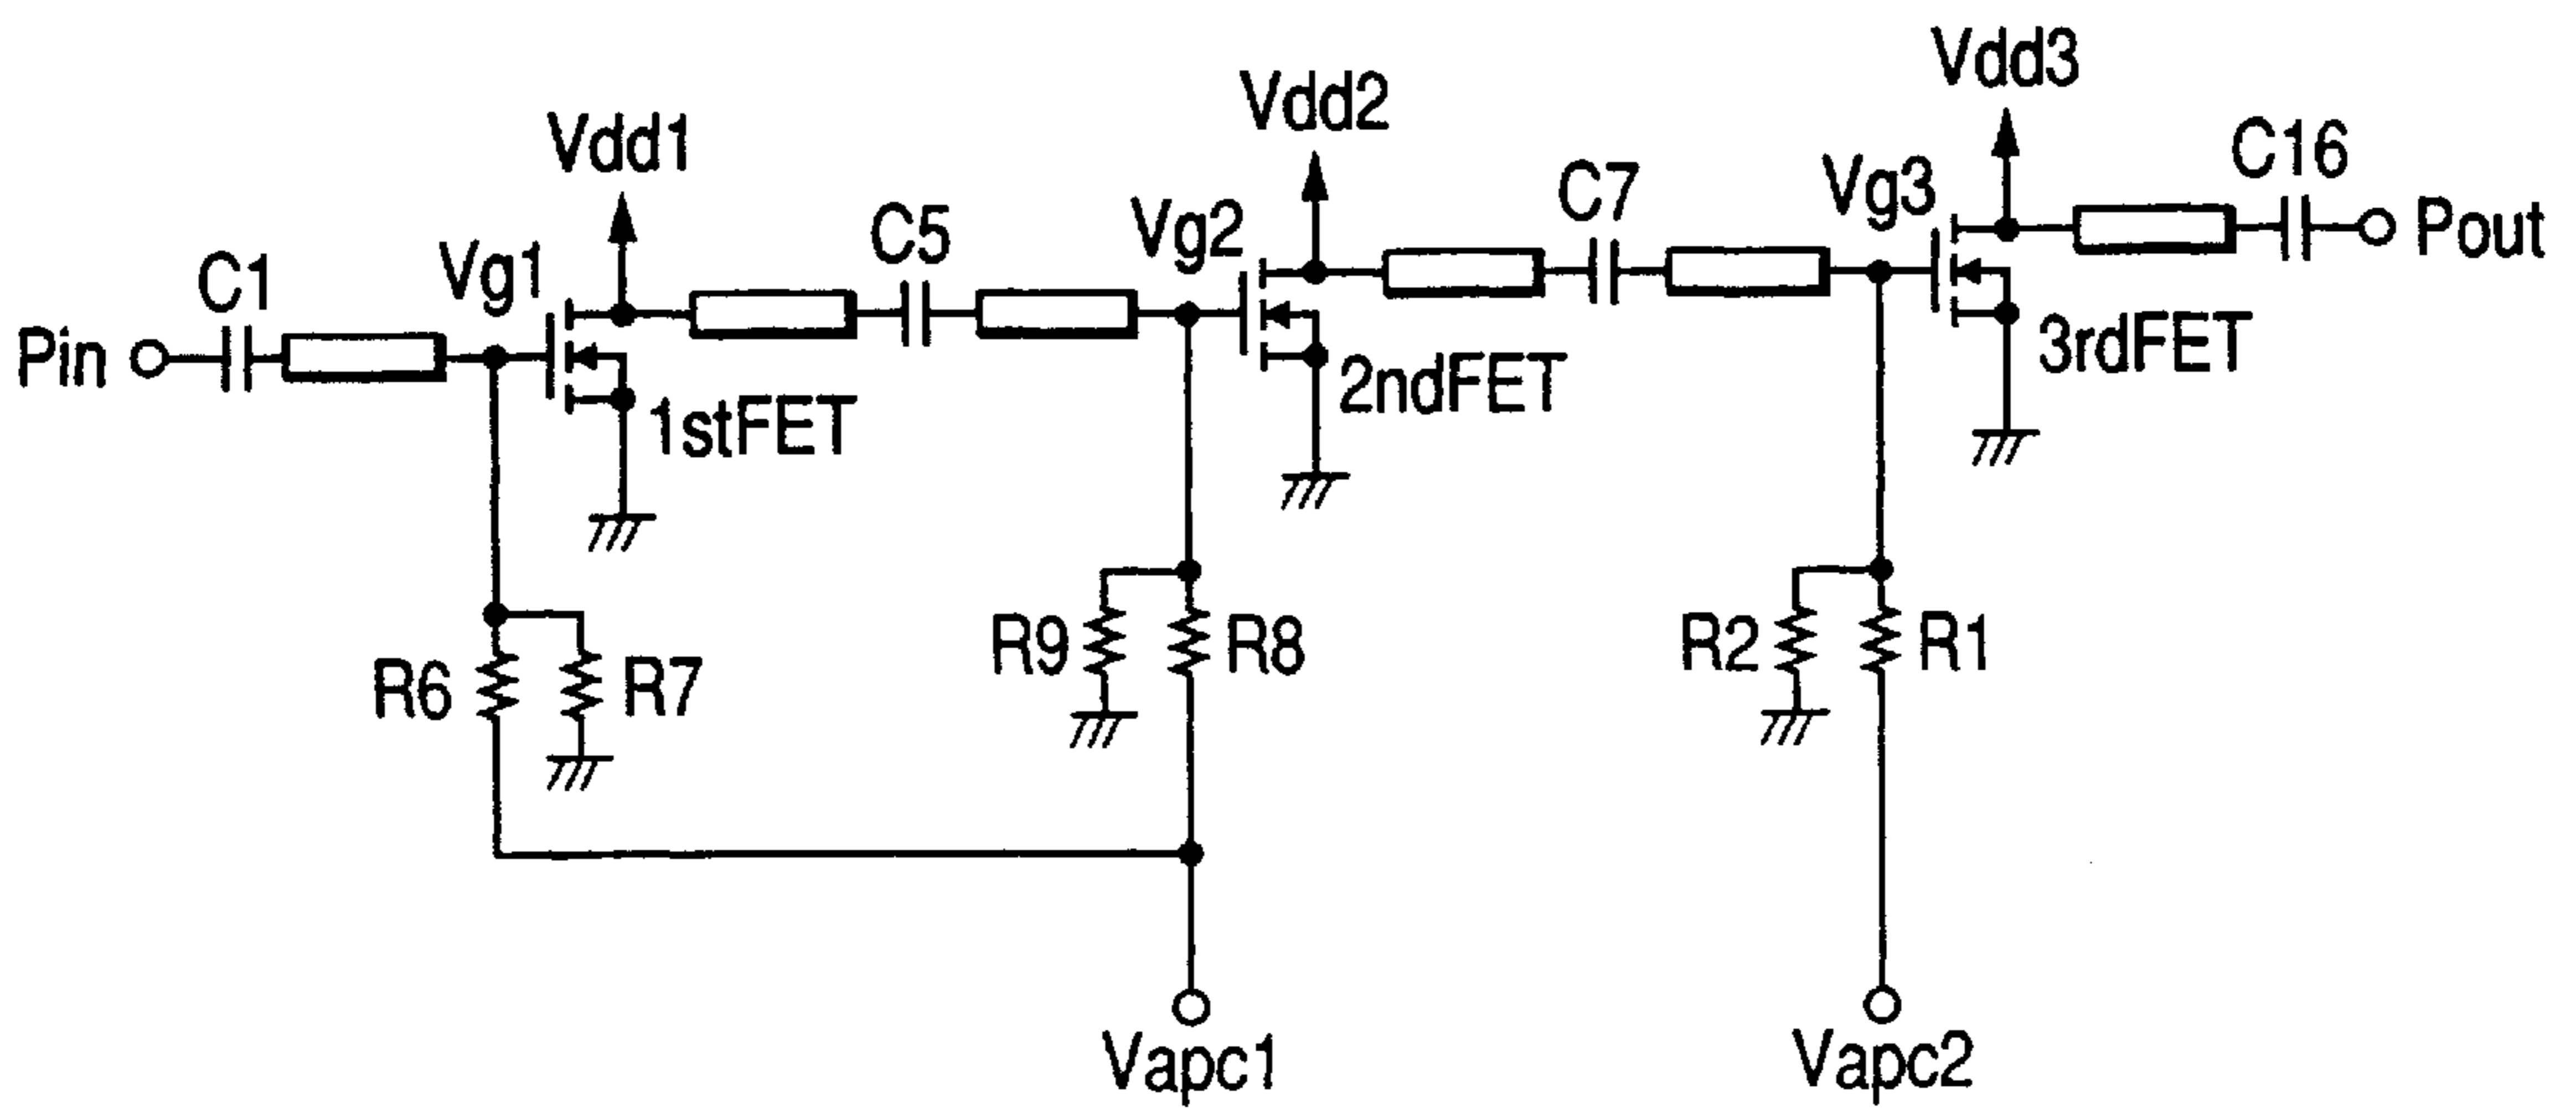 Vdd3
Vdd2
C16
Vdd1
C7
Vg3
Pout
C5
Vg2
C1
Vg1
Pin
3rdFET
2ndFET
1stFET
R9
R8
R2
R1
R6
R7
Vapc1
Vapc2